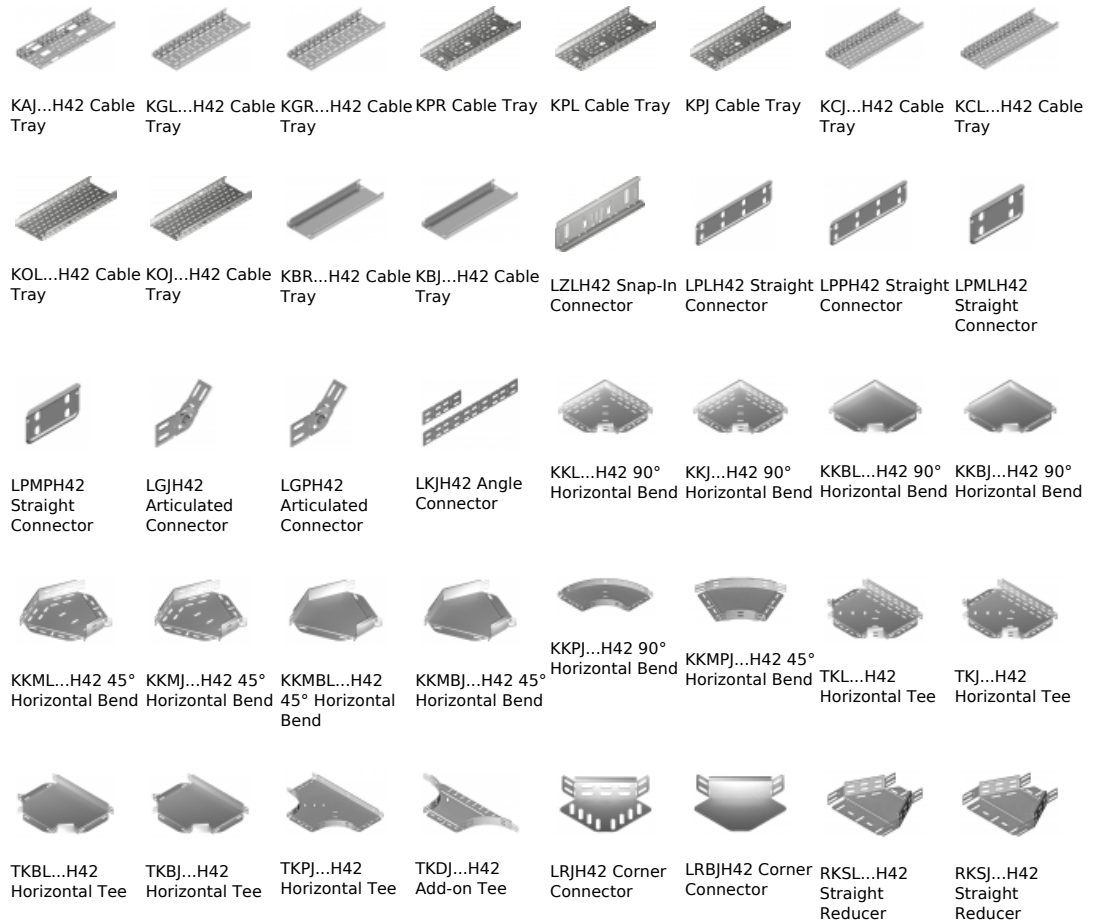 KAJ...H42 Cable
Tray
KGL...H42 Cable
Tray
KGR...H42 Cable
Tray
KPR Cable Tray
KPL Cable Tray
KPJ Cable Tray
KCJ...H42 Cable
Tray
KCL...H42 Cable
Tray
KOL...H42 Cable
Tray
KOJ...H42 Cable
Tray
KBR...H42 Cable
Tray
KBJ...H42 Cable
Tray
LZLH42 Snap-In
Connector
LPLH42 Straight
Connector
LPPH42 Straight
Connector
LPMLH42
Straight
Connector
LPMPH42
Straight
Connector
LGJH42
Articulated
Connector
LGPH42
Articulated
Connector
LKJH42 Angle
Connector
KKL...H42 90°
Horizontal Bend
KKJ...H42 90°
Horizontal Bend
KKBL...H42 90°
Horizontal Bend
KKBJ...H42 90°
Horizontal Bend
KKML...H42 45°
Horizontal Bend
KKMJ...H42 45°
Horizontal Bend
KKMBL...H42
45° Horizontal
Bend
KKMBJ...H42 45°
Horizontal Bend
KKPJ...H42 90°
Horizontal Bend
KKMPJ...H42 45°
Horizontal Bend
TKL...H42
Horizontal Tee
TKJ...H42
Horizontal Tee
TKBL...H42
Horizontal Tee
TKBJ...H42
Horizontal Tee
TKPJ...H42
Horizontal Tee
TKDJ...H42
Add-on Tee
LRJH42 Corner
Connector
LRBJH42 Corner
Connector
RKSL...H42
Straight
Reducer
RKSJ...H42
Straight
Reducer